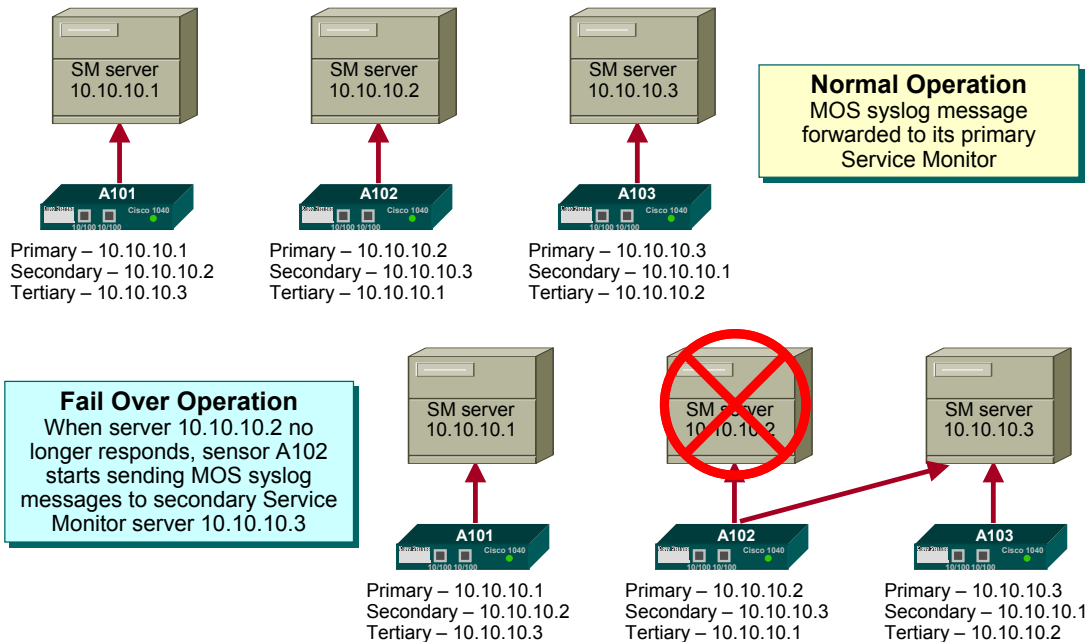 SM server
10.10.10.1
SM server
10.10.10.2
SM server
10.10.10.3
Normal Operation
MOS syslog message
forwarded to its primary
Service Monitor
A101
Cisco 1040
10/100 10/100
A102
Cisco 1040
10/100 10/100
A103
Cisco 1040
10/100 10/100
Primary – 10.10.10.1
Secondary – 10.10.10.2
Tertiary – 10.10.10.3
Primary – 10.10.10.2
Secondary – 10.10.10.3
Tertiary – 10.10.10.1
Primary – 10.10.10.3
Secondary – 10.10.10.1
Tertiary – 10.10.10.2
Fail Over Operation
When server 10.10.10.2 no
longer responds, sensor A102
starts sending MOS syslog
messages to secondary Service
Monitor server 10.10.10.3
SM server
10.10.10.1
SM server
10.10.10.2
SM server
10.10.10.3
A101
Cisco 1040
10/100 10/100
A102
Cisco 1040
10/100 10/100
A103
Cisco 1040
10/100 10/100
Primary – 10.10.10.1
Secondary – 10.10.10.2
Tertiary – 10.10.10.3
Primary – 10.10.10.2
Secondary – 10.10.10.3
Tertiary – 10.10.10.1
Primary – 10.10.10.3
Secondary – 10.10.10.1
Tertiary – 10.10.10.2